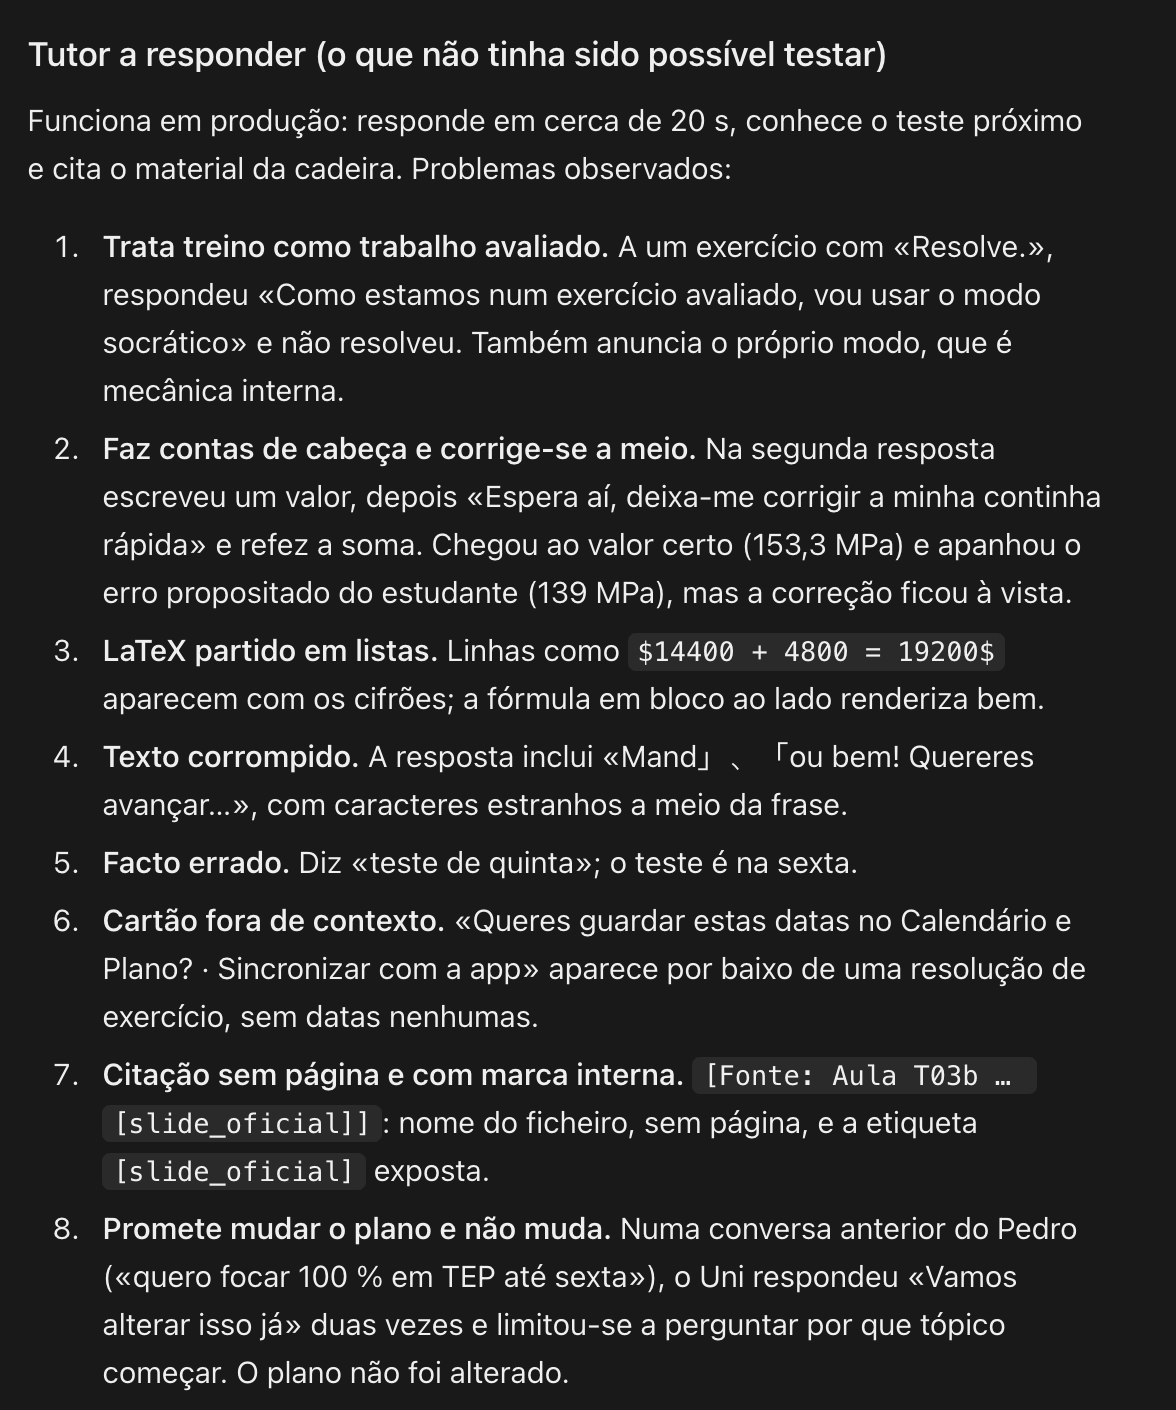 Tutor a responder (o que não tinha sido possível testar)
Funciona em produção: responde em cerca de 20 s, conhece o teste próximo
e cita o material da cadeira. Problemas observados:
1. Trata treino como trabalho avaliado. A um exercício com «Resolve.»,
respondeu «Como estamos num exercício avaliado, vou usar o modo
socrático» e não resolveu. Também anuncia o próprio modo, que é
mecânica interna.
2. Faz contas de cabeça e corrige-se a meio. Na segunda resposta
escreveu um valor, depois «Espera aí, deixa-me corrigir a minha continha
rápida» e refez a soma. Chegou ao valor certo (153,3 MPa) e apanhou o
erro propositado do estudante (139 MPa), mas a correção ficou à vista.
3. LaTeX partido em listas. Linhas como $14400 + 4800 = 19200$
aparecem com os cifrões; a fórmula em bloco ao lado renderiza bem.
4. Texto corrompido. A resposta inclui «Mand」、「ou bem! Quereres
avançar...», com caracteres estranhos a meio da frase.
5. Facto errado. Diz «teste de quinta»; o teste é na sexta.
6. Cartão fora de contexto. «Queres guardar estas datas no Calendário e
Plano? · Sincronizar com a app» aparece por baixo de uma resolução de
exercício, sem datas nenhumas.
7. Citação sem página e com marca interna. [Fonte: Aula T03b …
[slide_oficial]]: nome do ficheiro, sem página, e a etiqueta
[slide_oficial] exposta.
8. Promete mudar o plano e não muda. Numa conversa anterior do Pedro
(«quero focar 100 % em TEP até sexta»), o Uni respondeu «Vamos
alterar isso já» duas vezes e limitou-se a perguntar por que tópico
começar. O plano não foi alterado.